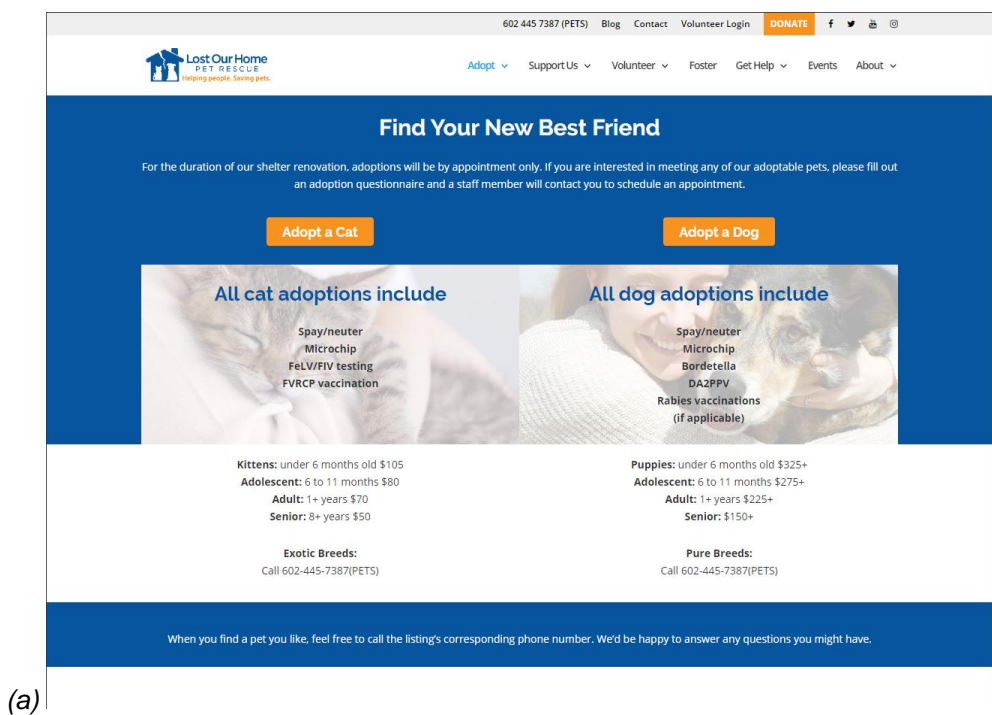 602 445 7387 (PETS) Blog Contact Volunteer Login DONATE
Lost Our Home
PET RESCUE
Helping people. Saving pets.
Adopt Support Us Volunteer Foster Get Help Events About
Find Your New Best Friend
For the duration of our shelter renovation, adoptions will be by appointment only. If you are interested in meeting any of our adoptable pets, please fill out
an adoption questionnaire and a staff member will contact you to schedule an appointment.
Adopt a Cat
Adopt a Dog
All cat adoptions include
Spay/neuter
Microchip
FeLV/FIV testing
FVRCP vaccination
All dog adoptions include
Spay/neuter
Microchip
Bordetella
DA2PPV
Rabies vaccinations
(if applicable)
Kittens: under 6 months old $105
Adolescent: 6 to 11 months $80
Adult: 1+ years $70
Senior: 8+ years $50
Exotic Breeds:
Call 602-445-7387(PETS)
Puppies: under 6 months old $325+
Adolescent: 6 to 11 months $275+
Adult: 1+ years $225+
Senior: $150+
Pure Breeds:
Call 602-445-7387(PETS)
When you find a pet you like, feel free to call the listing's corresponding phone number. We'd be happy to answer any questions you might have.
(a)